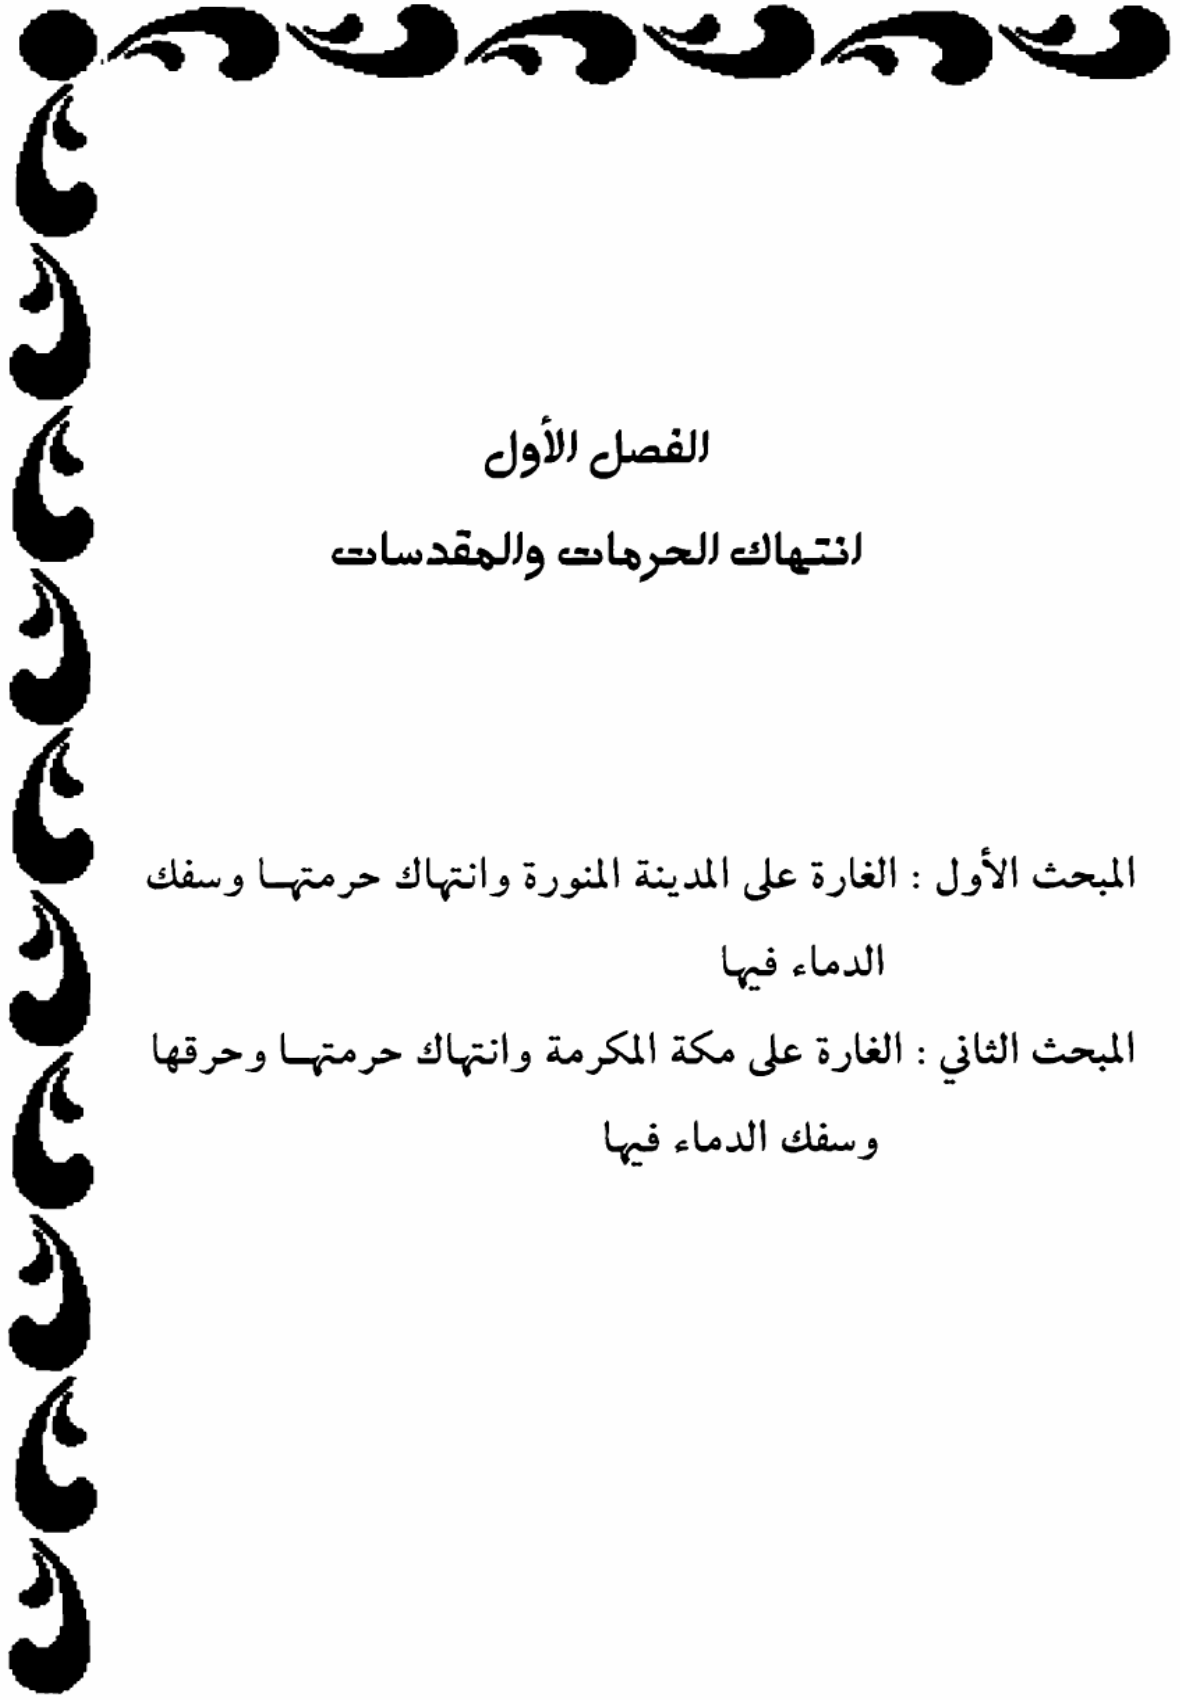 الفصل الأول
انتهاك الحرمات والمقدسات
المبحث الأول : الغارة على المدينة المنورة وانتهاك حرمتها وسفك
الدماء فيها
المبحث الثاني : الغارة على مكة المكرمة وانتهاك حرمتها وحرقها
وسفك الدماء فيها